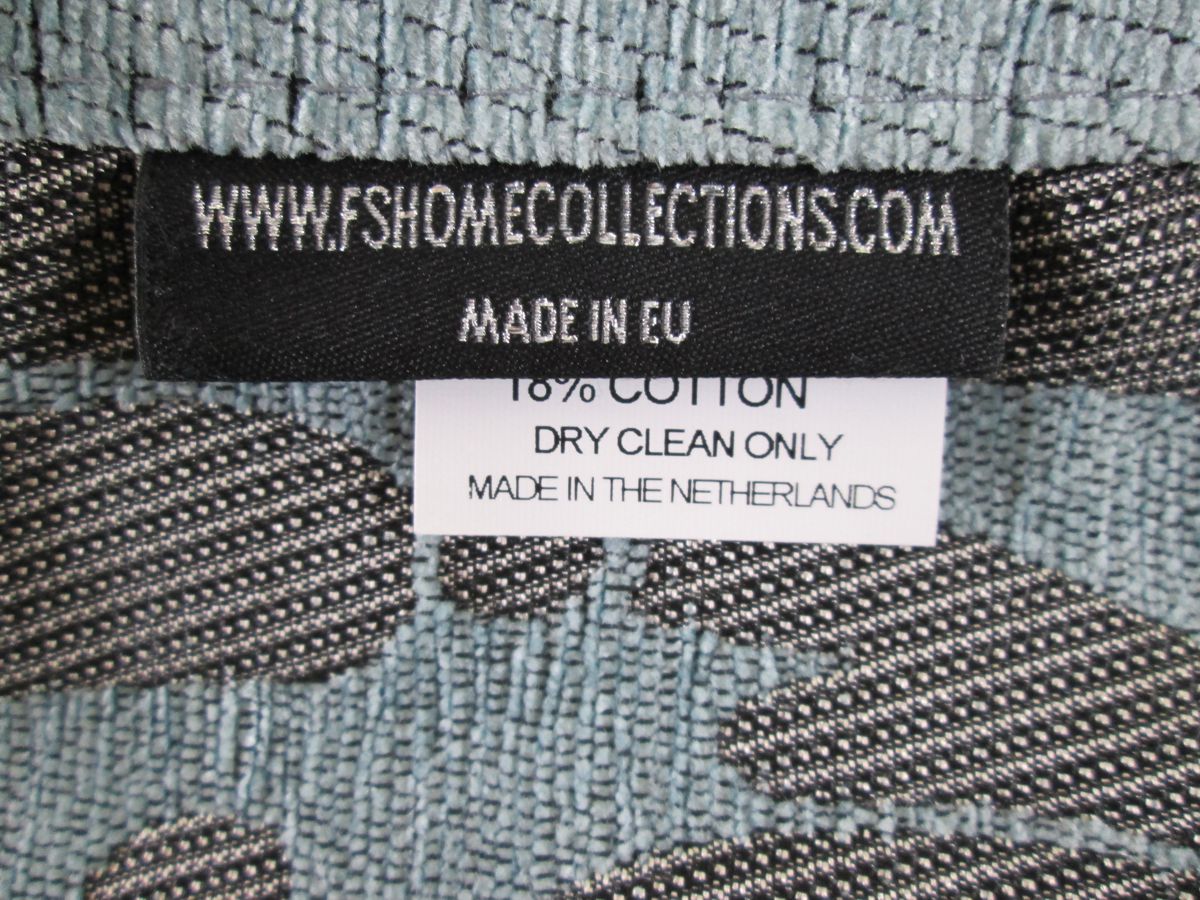 WWW.FSHOMECOLLECTIONS.COM
MADE IN EU
18% COTTON
DRY CLEAN ONLY
MADE IN THE NETHERLANDS